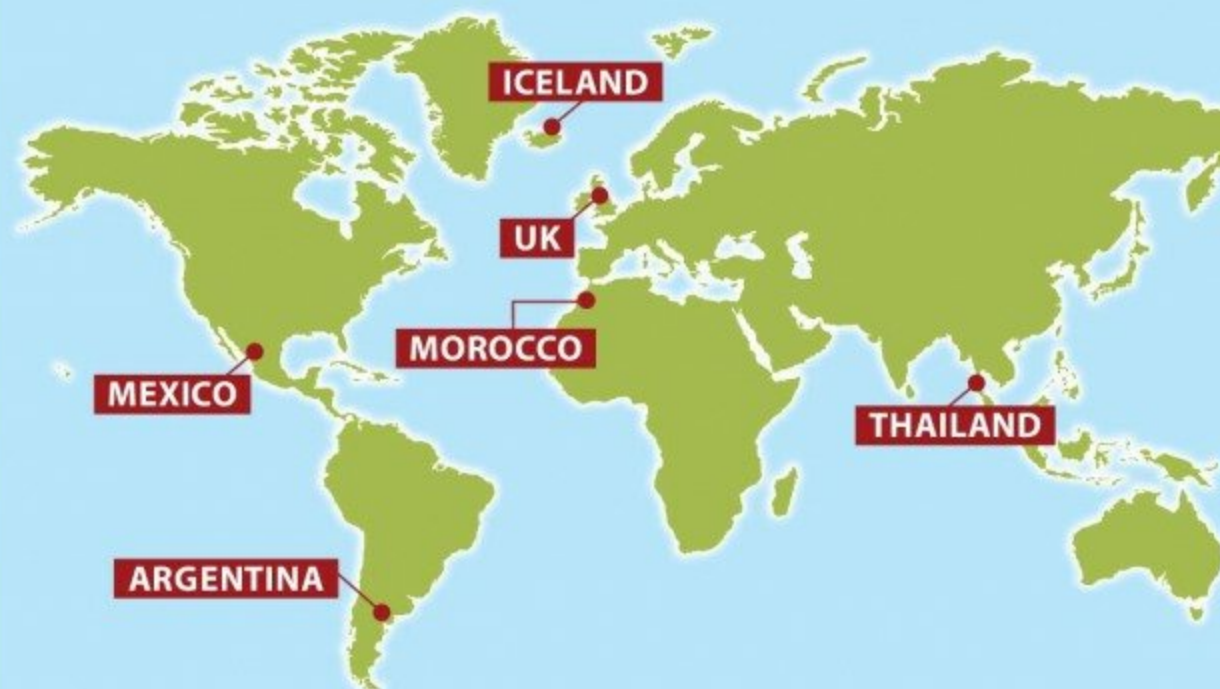 ICELAND
UK
MOROCCO
MEXICO
THAILAND
ARGENTINA